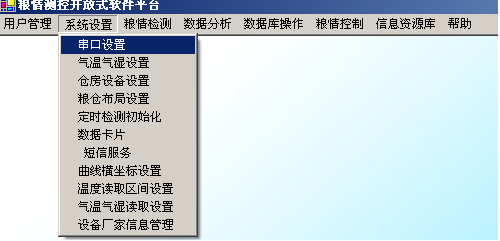 粮情测控开放式软件平台
用户管理 系统设置 粮情检测 数据分析 数据库操作 粮情控制 信息资源库 帮助
串口设置
气温气湿设置
仓房设备设置
粮仓布局设置
定时检测初始化
数据卡片
短信服务
曲线横坐标设置
温度读取区间设置
气温气湿读取设置
设备厂家信息管理